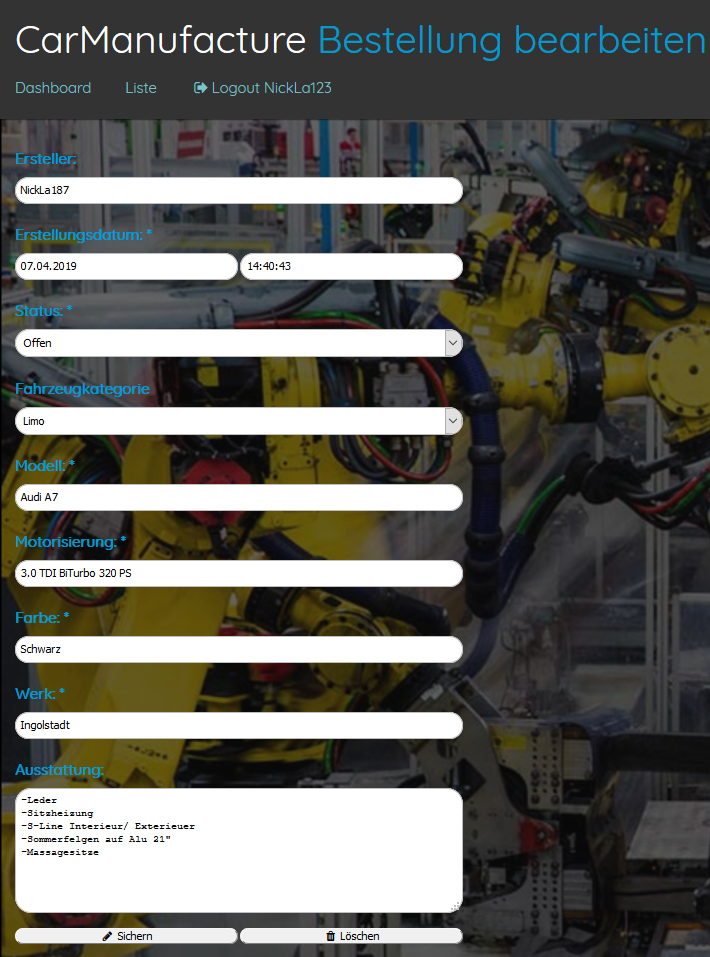 CarManufacture Bestellung bearbeiten
Dashboard Liste Logout NickLa123
Ersteller:
NickLa187
Erstellungsdatum: *
07.04.2019 14:40:43
Status: *
Offen
Fahrzeugkategorie
Limo
Modell: *
Audi A7
Motorisierung: *
3.0 TDI BiTurbo 320 PS
Farbe: *
Schwarz
Werk: *
Ingolstadt
Ausstattung:
-Leder
-Sitzheizung
-S-Line Interieur/ Exterieuer
-Sommerfelgen auf Alu 21"
-Massagesitze
Sichern Löschen